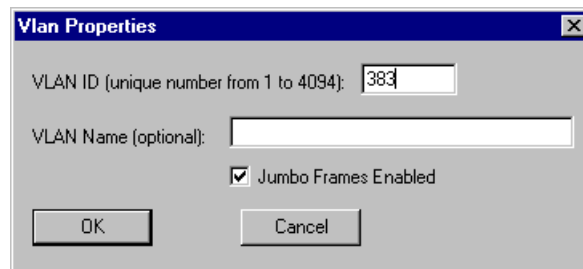 Vlan Properties
VLAN ID (unique number from 1 to 4094): 383
VLAN Name (optional):
Jumbo Frames Enabled
OK Cancel